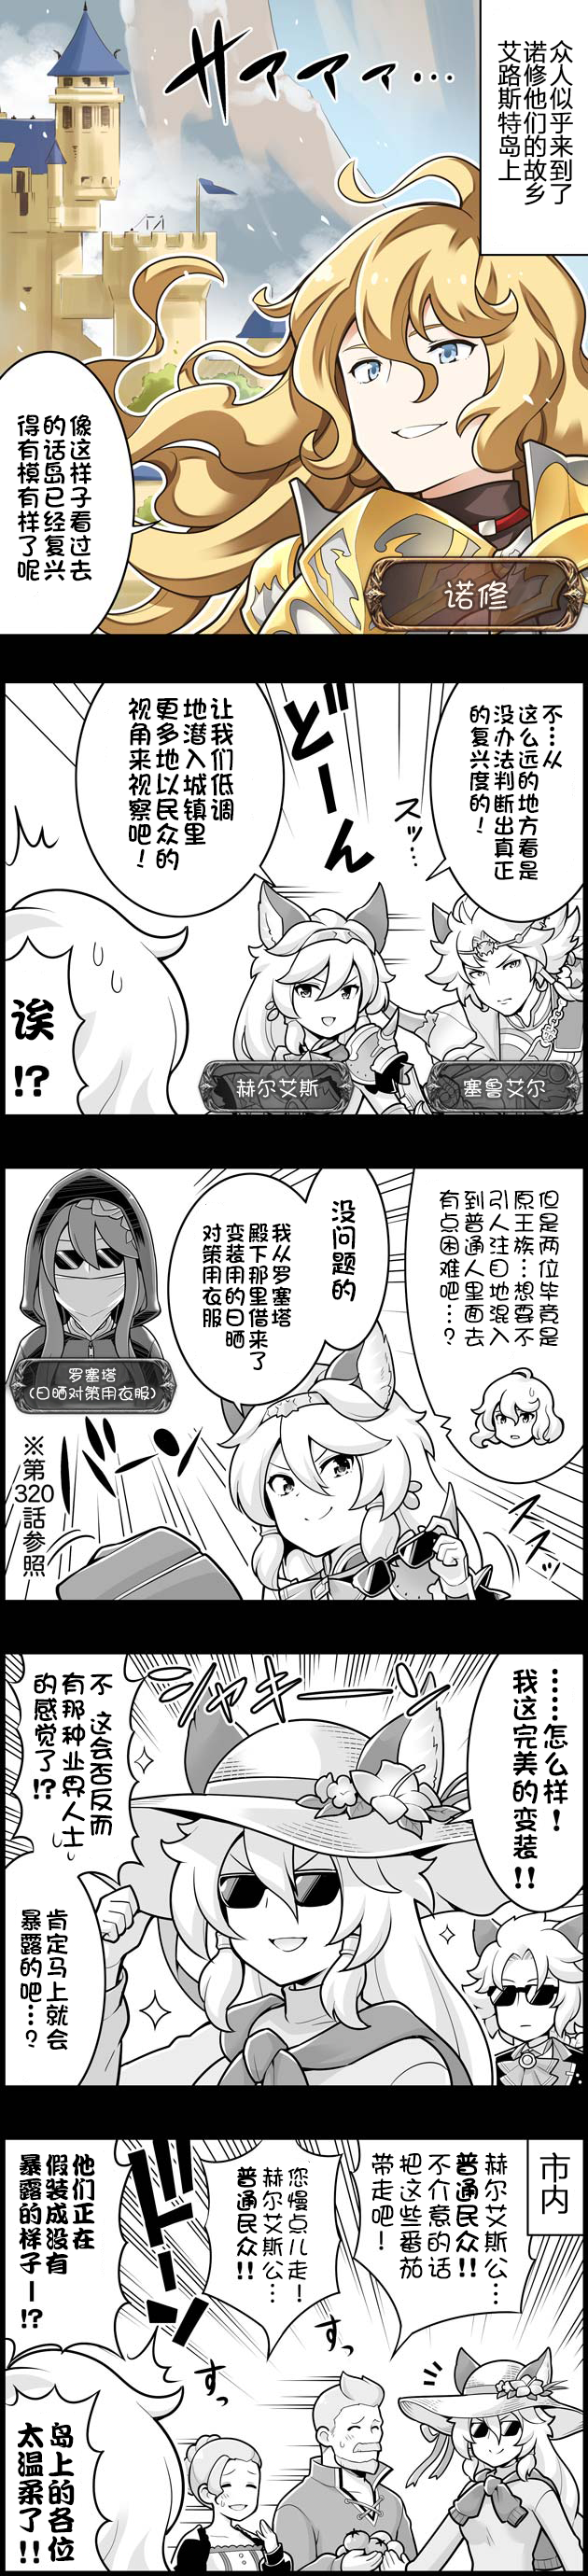 众人似乎来到了
诺修他们的故乡
艾路斯特岛上
サァァァァ…
像这样子看过去
的话岛已经复兴
得有模有样了呢
诺修
不…从
这么远的地方看是
没办法判断出真正
的复兴度的！
スッ…
どーん
让我们低调
地潜入城镇里
更多地以民众的
视角来视察吧！
诶
!?
赫尔艾斯
塞鲁艾尔
但是两位毕竟是
原王族…想要不
引人注目地混入
到普通人里面去
有点困难吧…?
没问题的
我从罗塞塔
殿下那里借来了
变装用的日晒
对策用衣服
罗塞塔
(日晒对策用衣服)
※第320話参照
バーン
ススッ
……怎么样！
我这完美的变装!!
シャキーン
不 这会否反而
有那种业界人士
的感觉了!?
肯定马上就会
暴露的吧…?
市内
赫尔艾斯公…
普通民众!!
不介意的话
把这些番茄
带走吧！
您慢点儿走！
赫尔艾斯公…
普通民众!!
すっ
すっ
他们正在
假装成没有
暴露的样子ー!?
岛上的各位
太温柔了!!